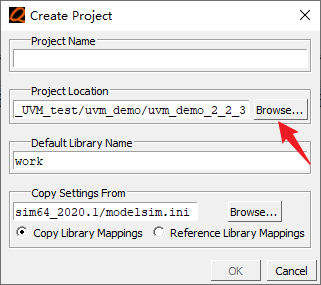 Create Project
Project Name
Project Location
_UVM_test/uvm_demo/uvm_demo_2_2_3
Browse...
Default Library Name
work
Copy Settings From
sim64_2020.1/modelsim.ini
Browse...
Copy Library Mappings
Reference Library Mappings
OK
Cancel